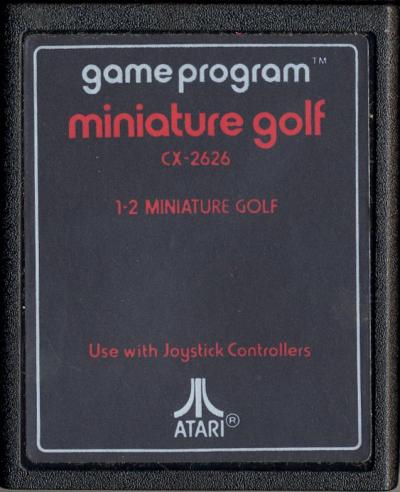 game program™
miniature golf
CX-2626
1-2 MINIATURE GOLF
Use with Joystick Controllers
ATARI®